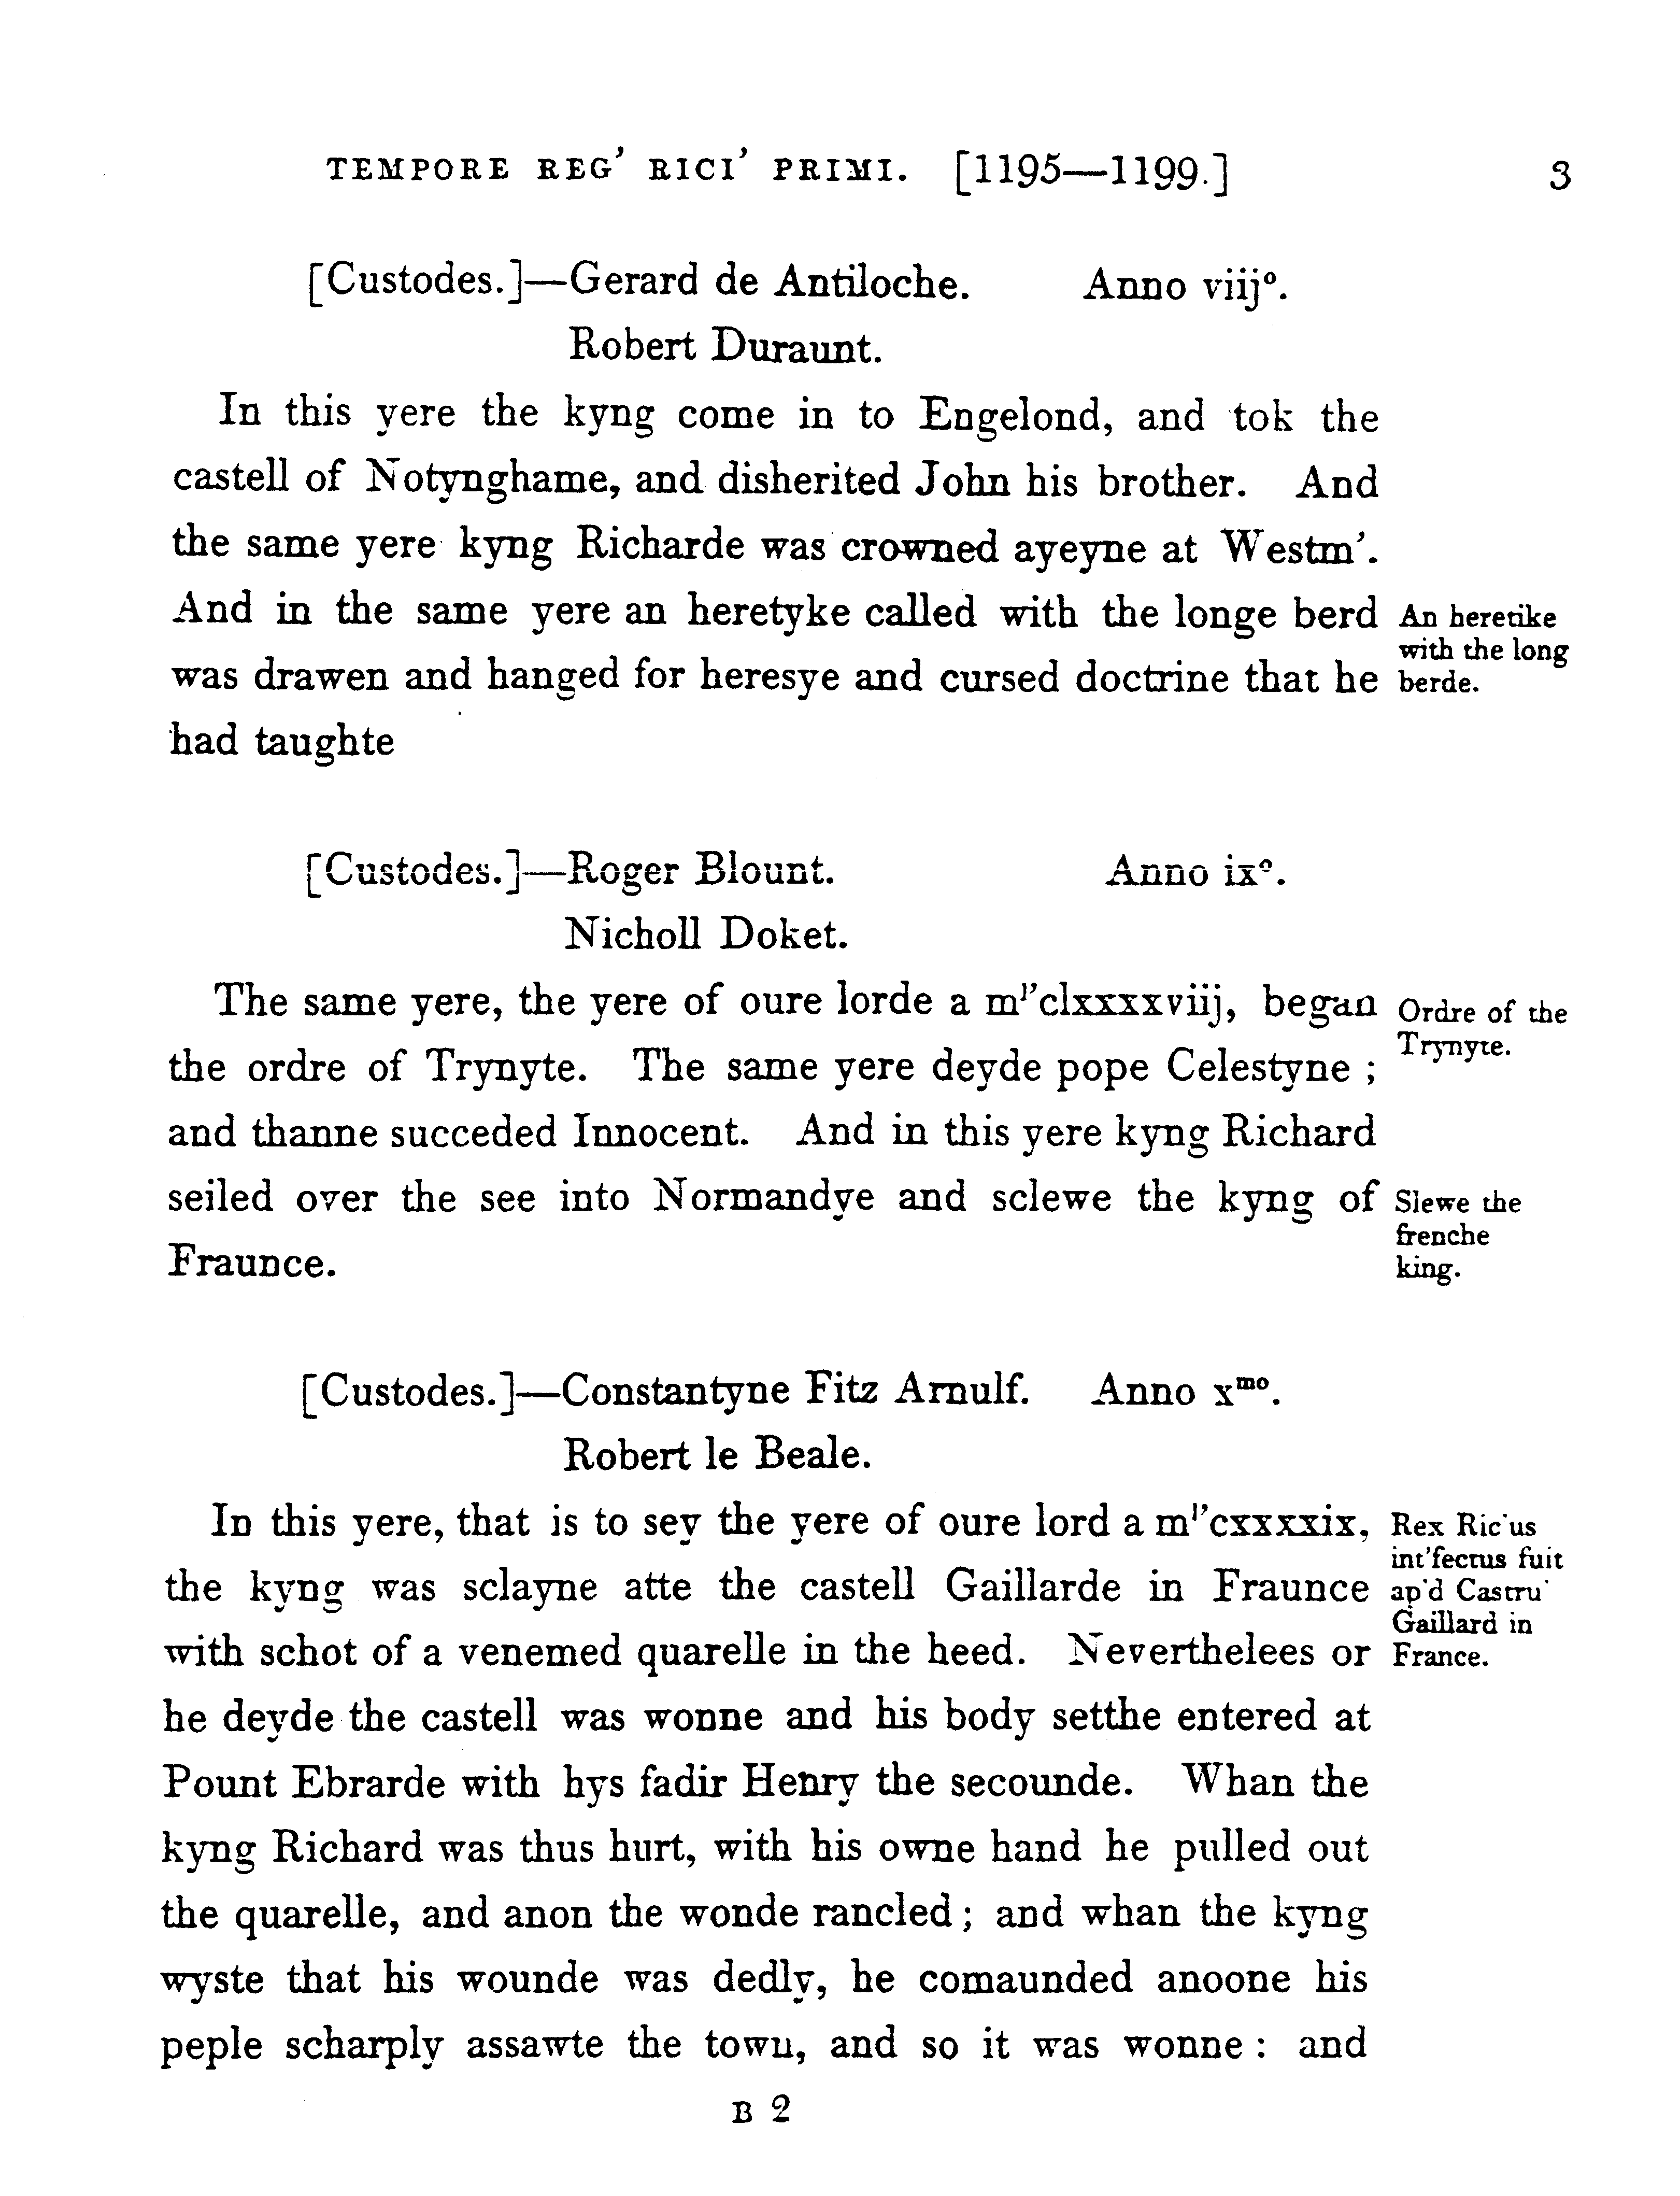 TEMPORE REG’ RICI’ PRIMI. [1195—1199.] 3
[Custodes.]—Gerard de Antiloche. Anno viijº.
Robert Duraunt.
In this yere the kyng come in to Engelond, and tok the
castell of Notynghame, and disherited John his brother. And
the same yere kyng Richarde was crowned ayeyne at Westm’.
And in the same yere an heretyke called with the longe berd
was drawen and hanged for heresye and cursed doctrine that he
had taughte
An heretike
with the long
berde.
[Custodes.]—Roger Blount. Anno ixº.
Nicholl Doket.
The same yere, the yere of oure lorde a mˡ’clxxxxviij, began
the ordre of Trynyte. The same yere deyde pope Celestyne ;
and thanne succeded Innocent. And in this yere kyng Richard
seiled over the see into Normandye and sclewe the kyng of
Fraunce.
Ordre of the
Trynyte.
Slewe the
frenche
king.
[Custodes.]—Constantyne Fitz Arnulf. Anno xᵐᵒ.
Robert le Beale.
In this yere, that is to sey the yere of oure lord a mˡ’cxxxxix,
the kyng was sclayne atte the castell Gaillarde in Fraunce
with schot of a venemed quarelle in the heed. Nevertheleees or
he deyde the castell was wonne and his body setthe entered at
Pount Ebrarde with hys fadir Henry the secounde. Whan the
kyng Richard was thus hurt, with his owne hand he pulled out
the quarelle, and anon the wonde rancled ; and whan the kyng
wyste that his wounde was dedly, he comaunded anoone his
peple scharply assawte the town, and so it was wonne : and
Rex Ric’us
int’fectus fuit
ap’d Castru’
Gaillard in
France.
B 2